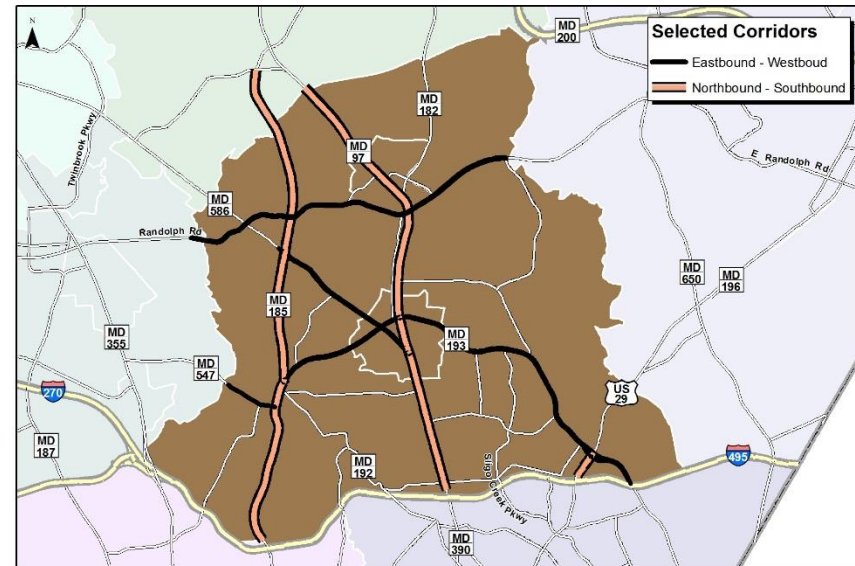 N
MD
200
Selected Corridors
Eastbound - Westboud
Northbound - Southbound
MD
182
Twinbrook Pkwy
MD
97
E Randolph Rd
MD
586
Randolph Rd
MD
650
MD
196
MD
185
MD
355
MD
193
MD
547
270
US
29
MD
187
MD
192
Sligo Creek Pkwy
495
MD
390